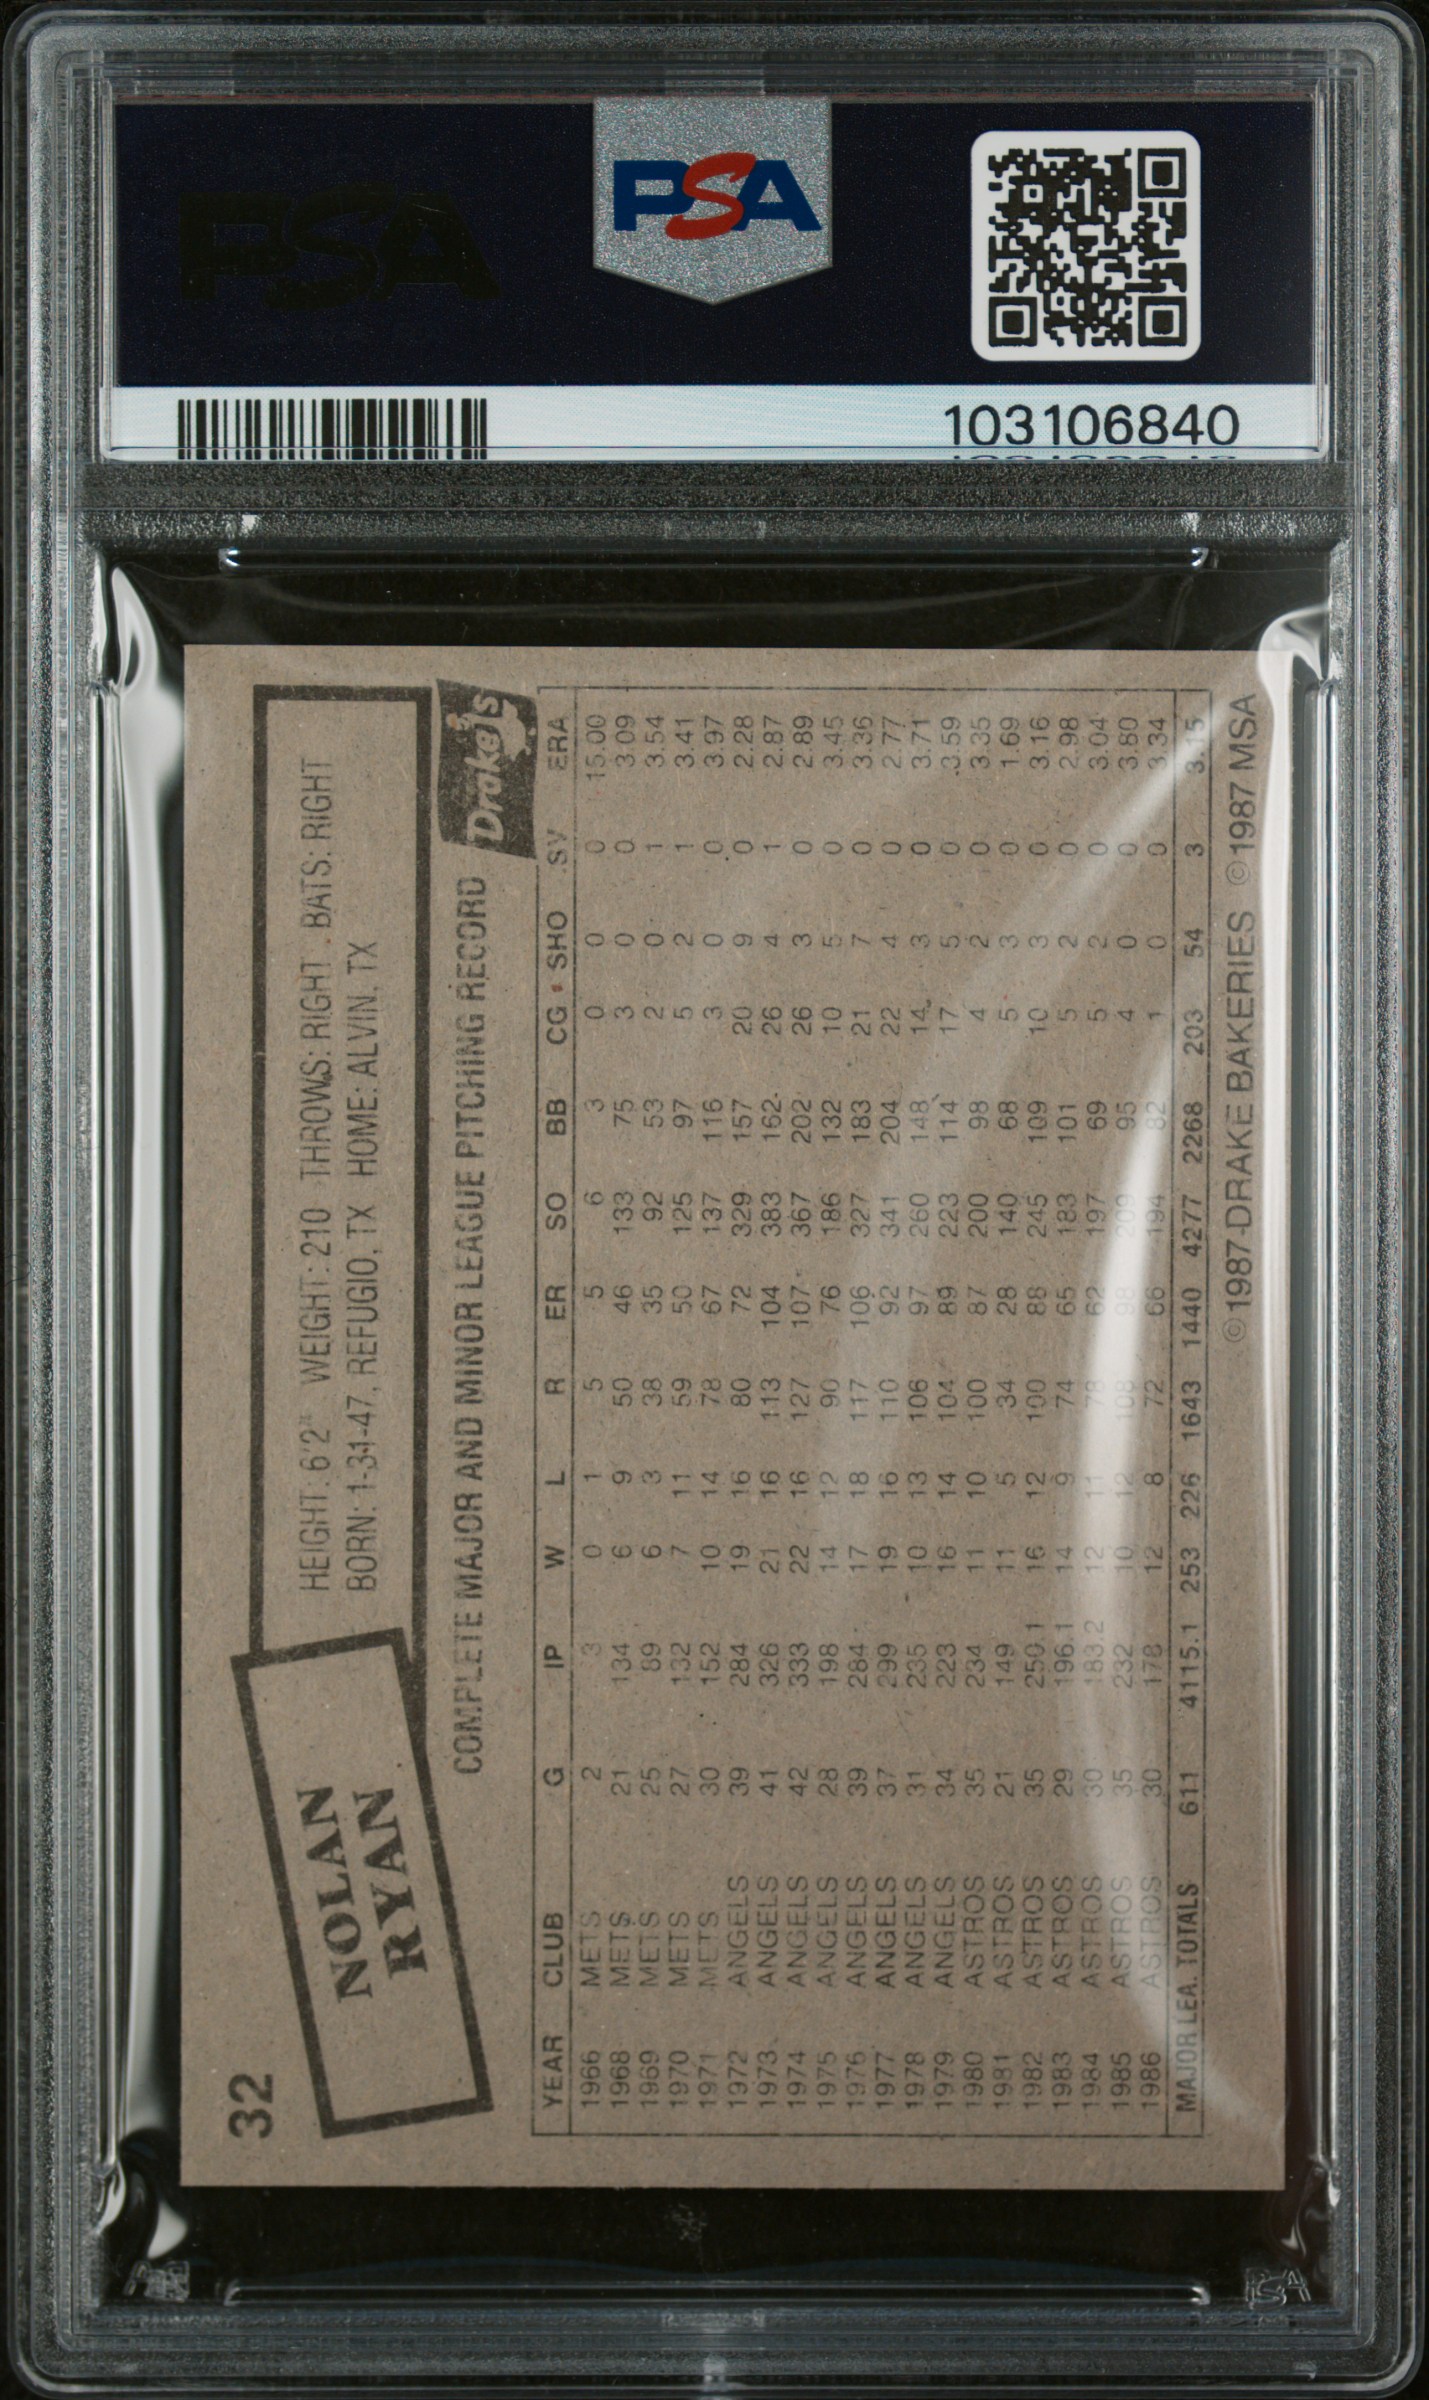 PSA
PSA
103106840
32
NOLAN
RYAN
HEIGHT: 6'2" WEIGHT: 210 THROWS: RIGHT BATS: RIGHT
BORN: 1-31-47, REFUGIO, TX HOME: ALVIN, TX
COMPLETE MAJOR AND MINOR LEAGUE PITCHING RECORD
Drake's
YEAR CLUB G IP W L R ER SO BB CG SHO SV ERA
1966 METS 2 3 0 1 5 5 6 3 0 0 0 15.00
1968 METS 21 134 6 9 50 46 133 75 3 0 0 3.09
1969 METS 25 89 6 3 38 35 92 53 2 0 1 3.54
1970 METS 27 132 7 11 59 50 125 97 5 2 1 3.41
1971 METS 30 152 10 14 78 67 137 116 3 0 0 3.97
1972 ANGELS 39 284 19 16 80 72 329 157 20 9 0 2.28
1973 ANGELS 41 326 21 16 113 104 383 162 26 4 1 2.87
1974 ANGELS 42 333 22 16 127 107 367 202 26 3 0 2.89
1975 ANGELS 28 198 14 12 90 76 186 132 10 5 0 3.45
1976 ANGELS 39 284 17 18 117 106 327 183 21 7 0 3.36
1977 ANGELS 37 299 19 16 110 92 341 204 22 4 0 2.77
1978 ANGELS 31 235 10 13 106 97 260 148 14 3 0 3.71
1979 ANGELS 34 223 16 14 104 89 223 114 17 5 0 3.59
1980 ASTROS 35 234 11 10 100 87 200 98 4 2 0 3.35
1981 ASTROS 21 149 11 5 34 28 140 68 5 3 0 1.69
1982 ASTROS 35 250.1 16 12 100 88 245 109 10 3 0 3.16
1983 ASTROS 29 196.1 14 9 74 65 183 101 5 2 0 2.98
1984 ASTROS 30 183.2 12 11 78 62 197 69 5 2 0 3.04
1985 ASTROS 35 232 10 12 108 98 209 95 4 0 0 3.80
1986 ASTROS 30 178 12 8 72 66 194 82 1 0 0 3.34
MAJOR LEA. TOTALS 611 4115.1 253 226 1643 1440 4277 2268 203 54 3 3.15
©1987 DRAKE BAKERIES ©1987 MSA